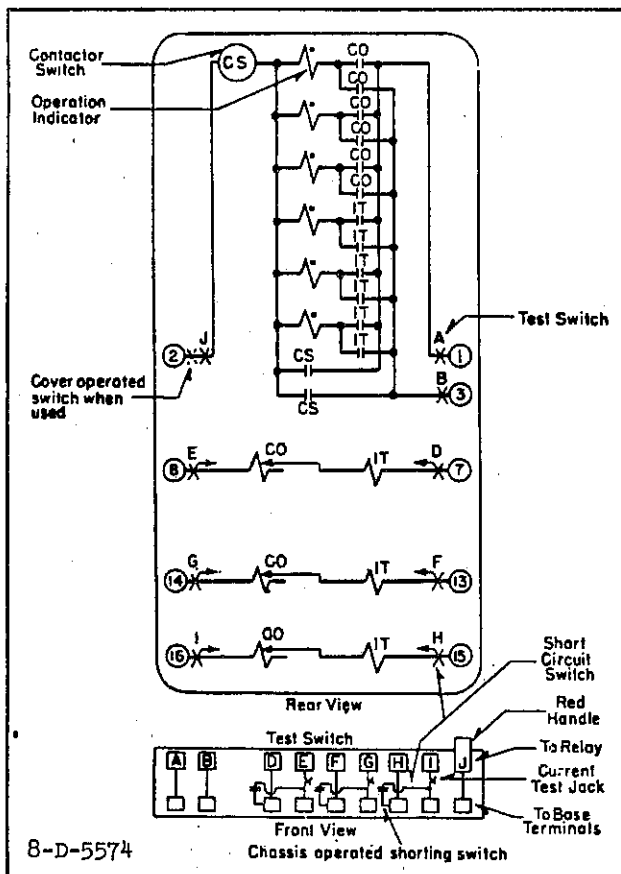 Contactor
Switch
CS
Operation
Indicator
CO
CO
CO
CO
CO
CO
IT
IT
IT
IT
IT
IT
CS
CS
J
2
Cover operated
switch when
used
Test Switch
A
1
B
3
8
E
CO
IT
D
7
14
G
CO
IT
F
13
16
I
CO
IT
H
15
Rear View
Short
Circuit
Switch
Red
Handle
Test Switch
A
B
D
E
F
G
H
I
J
To Relay
Current
Test Jack
To Base
Terminals
Front View
8-D-5574
Chassis operated shorting switch